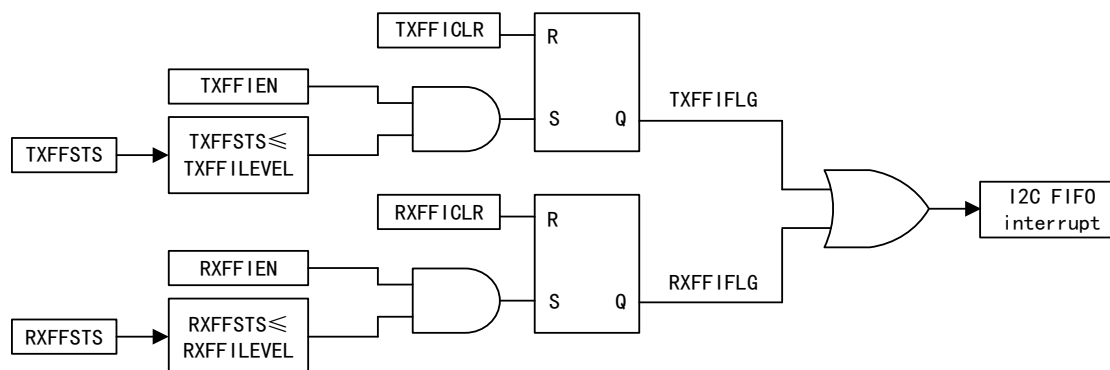 TXFFICLR
R
TXFFIEN
TXFFIFLG
S
Q
TXFFSTS
TXFFSTS≤
TXFFILEVEL
RXFFICLR
R
I2C FIFO
interrupt
RXFFIEN
RXFFIFLG
S
Q
RXFFSTS
RXFFSTS≤
RXFFILEVEL